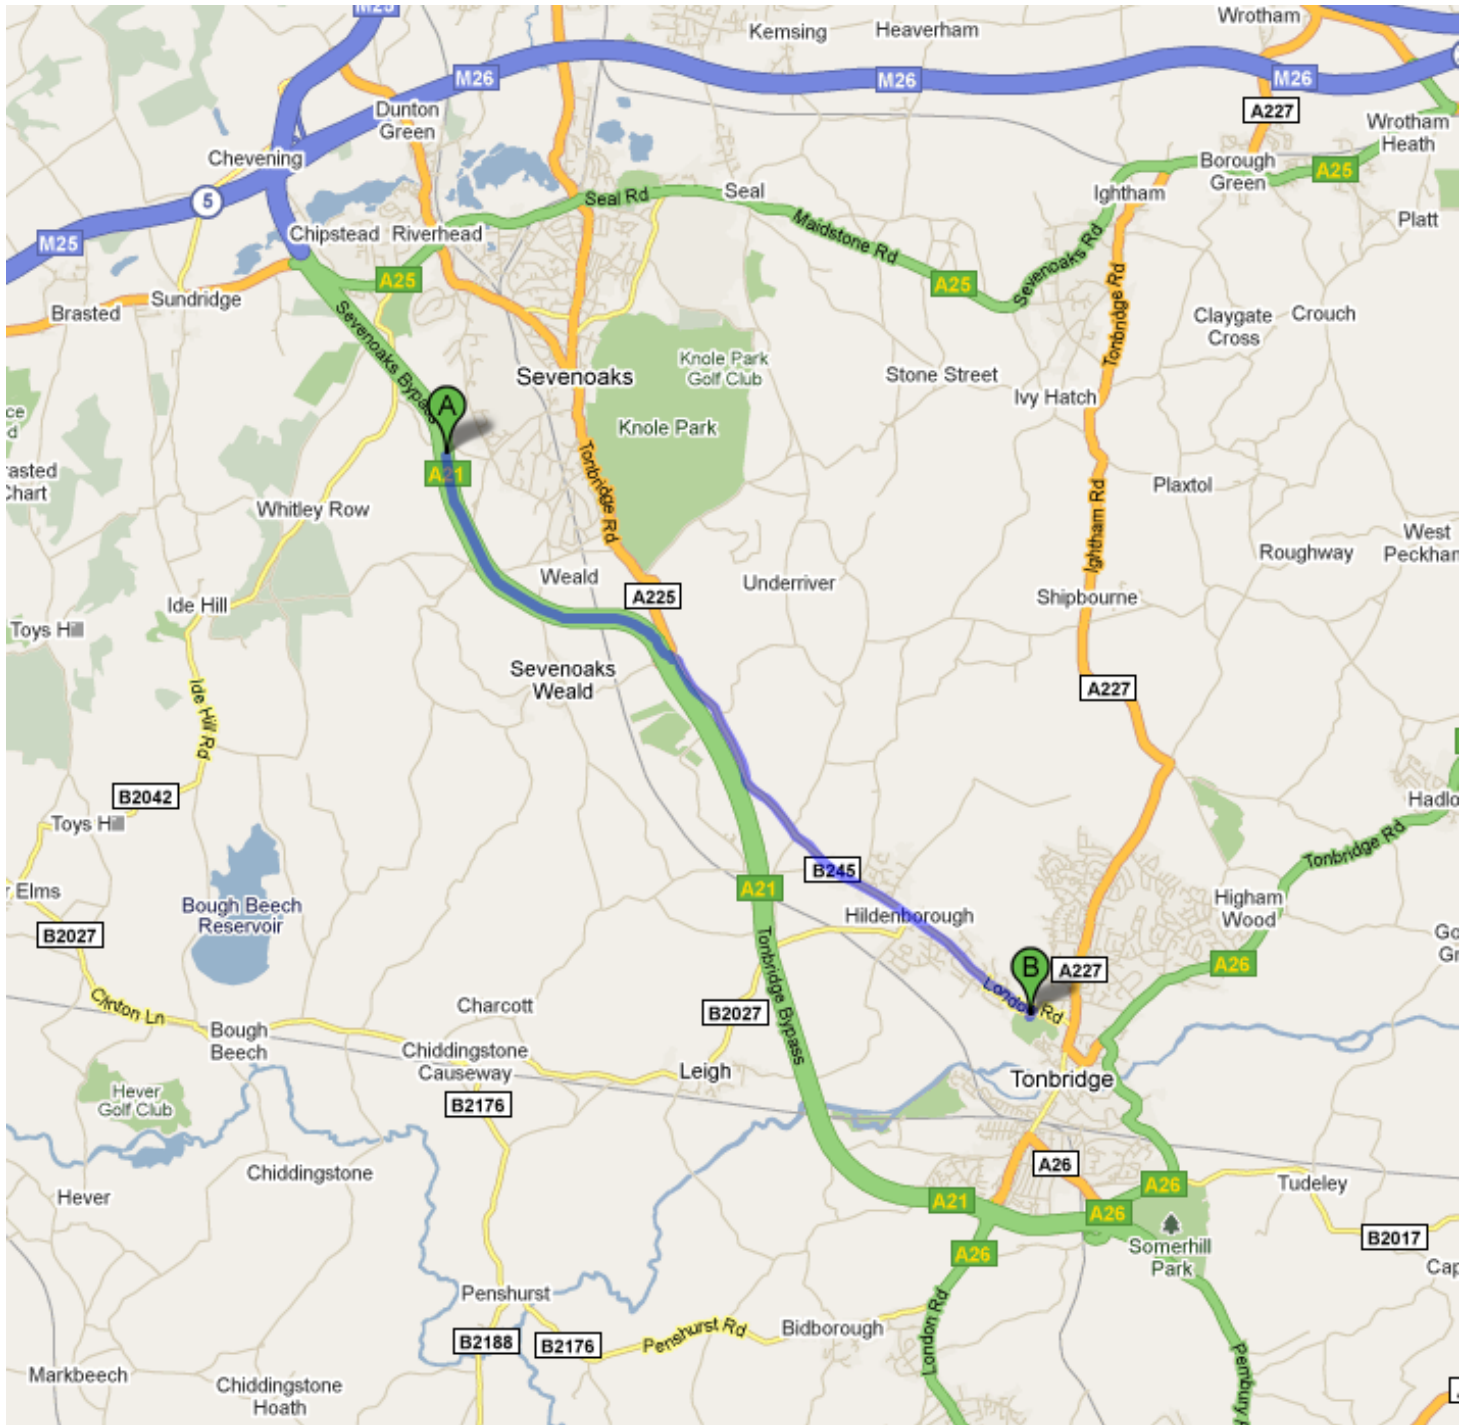 M25
Wrotham
Kemsing
Heaverham
M26
M26
M26
Dunton
Green
A227
Wrotham
Heath
Chevening
Borough
Green
A25
5
Seal Rd
Seal
Ightham
Platt
M25
Chipstead
Riverhead
Maidstone Rd
Sevenoaks Rd
A25
A25
Tonbridge Rd
Brasted
Sundridge
Claygate
Cross
Crouch
Sevenoaks Bypass
Knole Park
Golf Club
Sevenoaks
Stone Street
Ivy Hatch
A
Knole Park
Tonbridge Rd
A21
Plaxtol
Whitley Row
Ightham Rd
West
Roughway
Weald
Underriver
A225
Shipbourne
Ide Hill
Toys Hill
Sevenoaks
Weald
A227
Ide Hill Rd
B2042
Toys Hill
Tonbridge Rd
B245
A21
Higham
Wood
Bough Beech
Reservoir
Hildenborough
B2027
Tonbridge Bypass
B
A227
A26
Clinton Ln
Charcott
London Rd
B2027
Bough
Beech
Chiddingstone
Causeway
Leigh
Tonbridge
Hever
Golf Club
B2176
A26
Chiddingstone
A26
Tudeley
Hever
A21
A26
Somerhill
Park
B2017
A26
Penshurst
London Rd
Bidborough
Penshurst Rd
B2188
B2176
Markbeech
Chiddingstone
Hoath